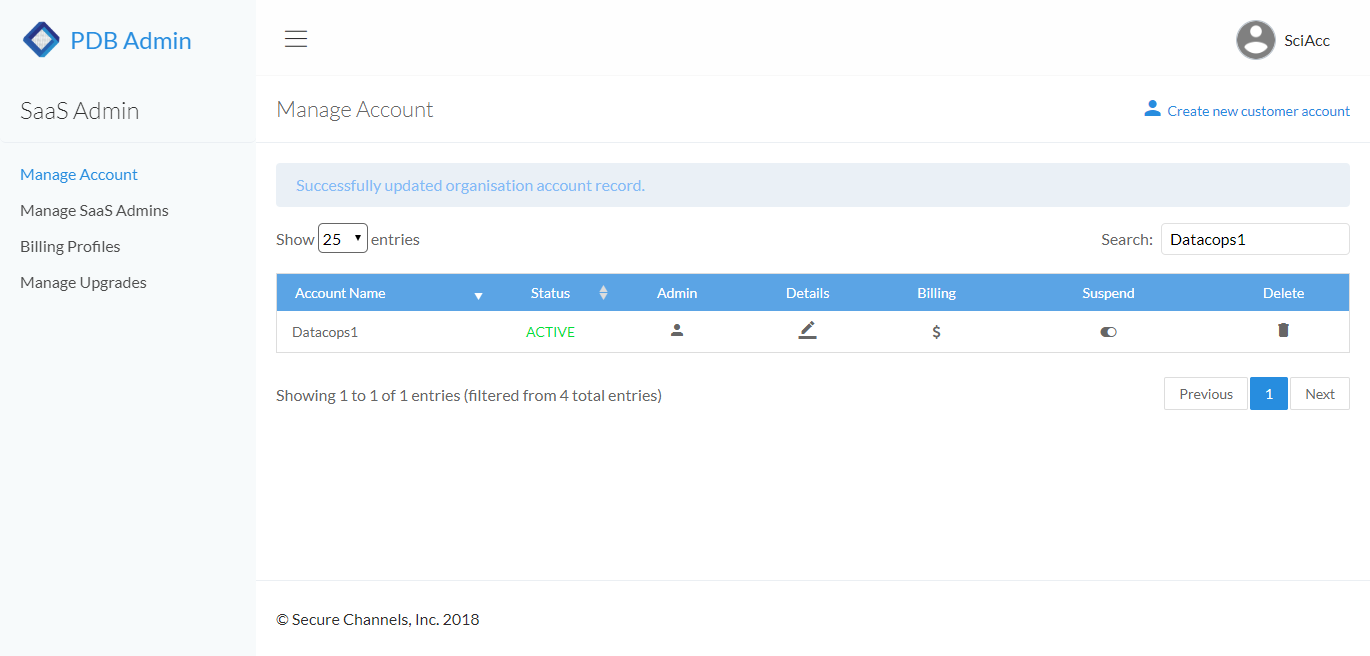 PDB Admin
SciAcc
SaaS Admin
Manage Account
Create new customer account
Manage Account
Manage SaaS Admins
Billing Profiles
Manage Upgrades
Successfully updated organisation account record.
Show 25 entries
Search: Datacops1
Account Name Status Admin Details Billing Suspend Delete
Datacops1 ACTIVE $
Showing 1 to 1 of 1 entries (filtered from 4 total entries)
Previous 1 Next
© Secure Channels, Inc. 2018